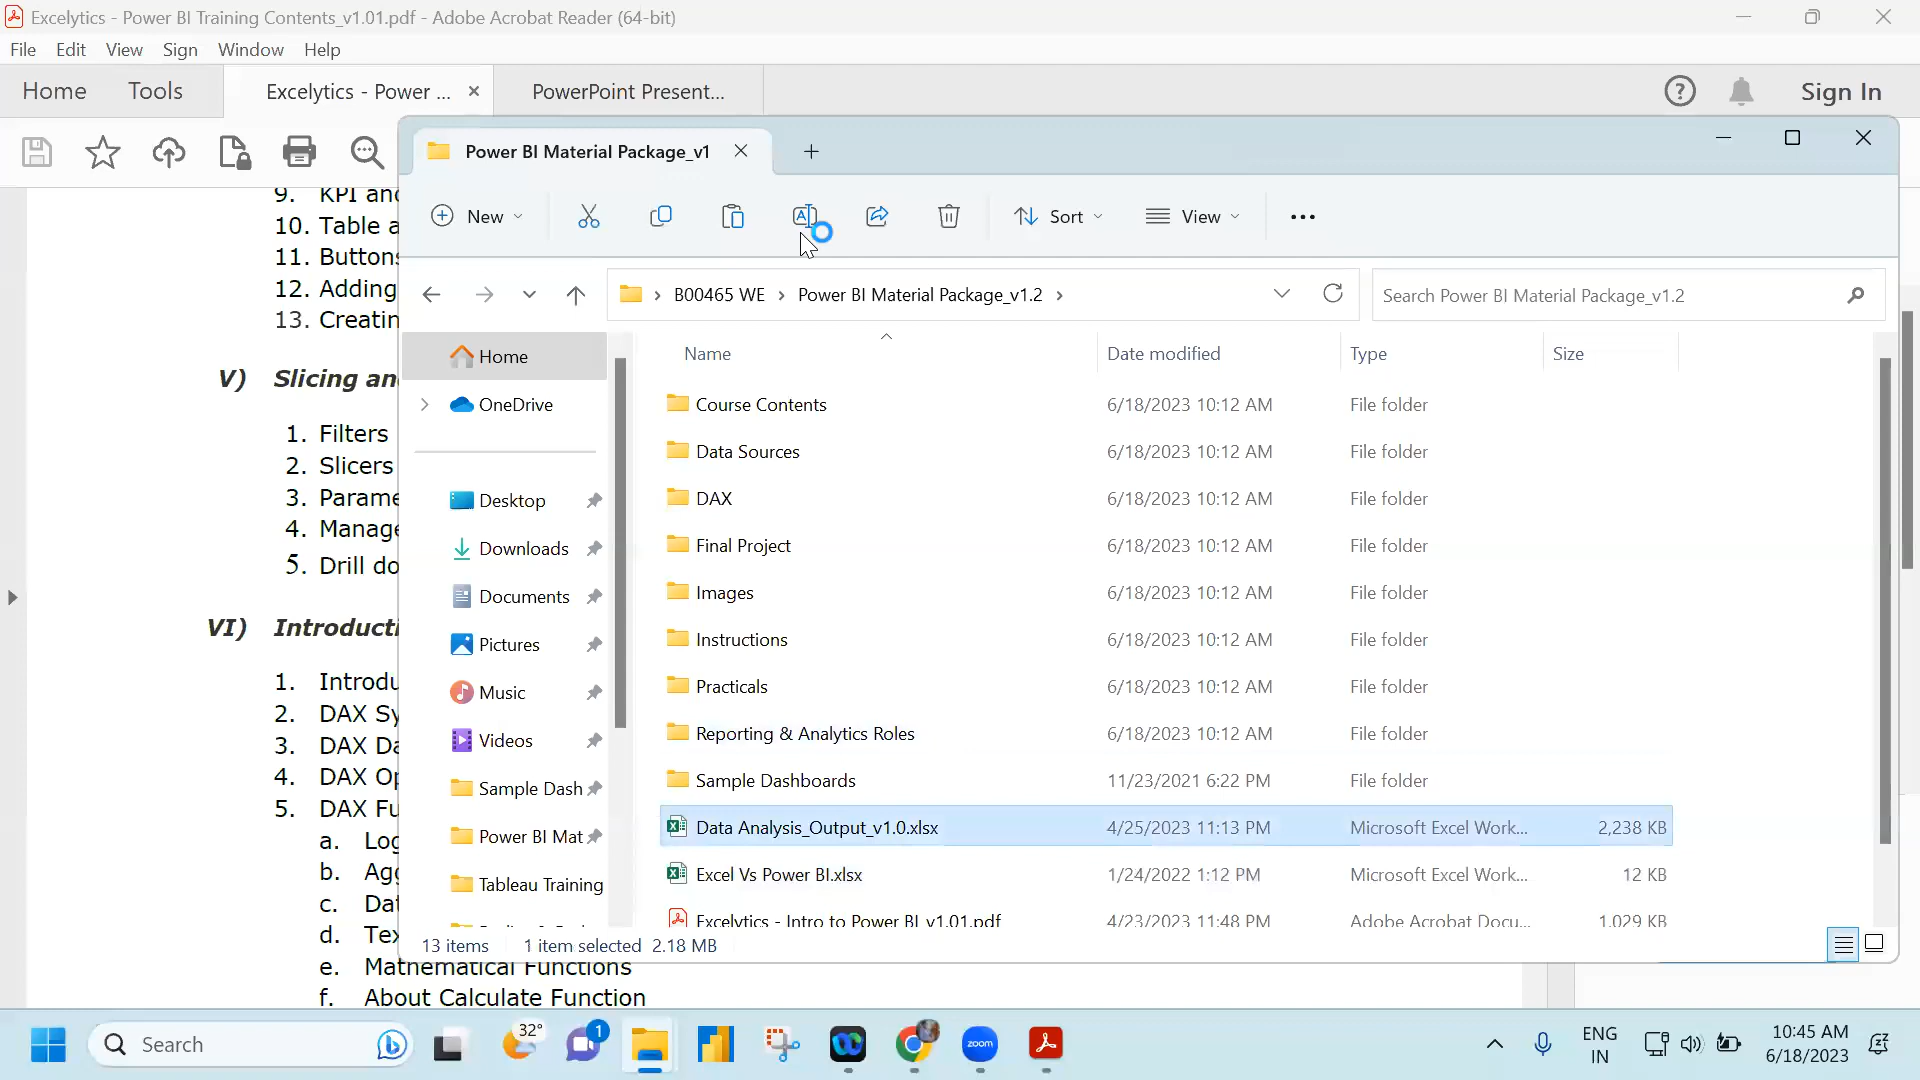 Excelytics - Power BI Training Contents_v1.01.pdf - Adobe Acrobat Reader (64-bit)
File Edit View Sign Window Help
Home Tools Excelytics - Power ... PowerPoint Present... Sign In
9. KPI and
10. Table a
11. Buttons
12. Adding
13. Creatin
V) Slicing an
1. Filters
2. Slicers
3. Parame
4. Manage
5. Drill do
VI) Introducti
1. Introdu
2. DAX Sy
3. DAX Da
4. DAX Op
5. DAX Fu
a. Log
b. Agg
c. Dat
d. Tex
e. Mathematical Functions
f. About Calculate Function
Power BI Material Package_v1
New Sort View
B00465 WE > Power BI Material Package_v1.2 >
Search Power BI Material Package_v1.2
Home
OneDrive
Desktop
Downloads
Documents
Pictures
Music
Videos
Sample Dash
Power BI Mat
Tableau Training
Name Date modified Type Size
Course Contents 6/18/2023 10:12 AM File folder
Data Sources 6/18/2023 10:12 AM File folder
DAX 6/18/2023 10:12 AM File folder
Final Project 6/18/2023 10:12 AM File folder
Images 6/18/2023 10:12 AM File folder
Instructions 6/18/2023 10:12 AM File folder
Practicals 6/18/2023 10:12 AM File folder
Reporting & Analytics Roles 6/18/2023 10:12 AM File folder
Sample Dashboards 11/23/2021 6:22 PM File folder
Data Analysis_Output_v1.0.xlsx 4/25/2023 11:13 PM Microsoft Excel Work... 2,238 KB
Excel Vs Power BI.xlsx 1/24/2022 1:12 PM Microsoft Excel Work... 12 KB
Excelytics - Intro to Power BI_v1.01.pdf 4/23/2023 11:48 PM Adobe Acrobat Docu... 1,029 KB
13 items 1 item selected 2.18 MB
Search
32°
1
zoom
ENG
IN
10:45 AM
6/18/2023